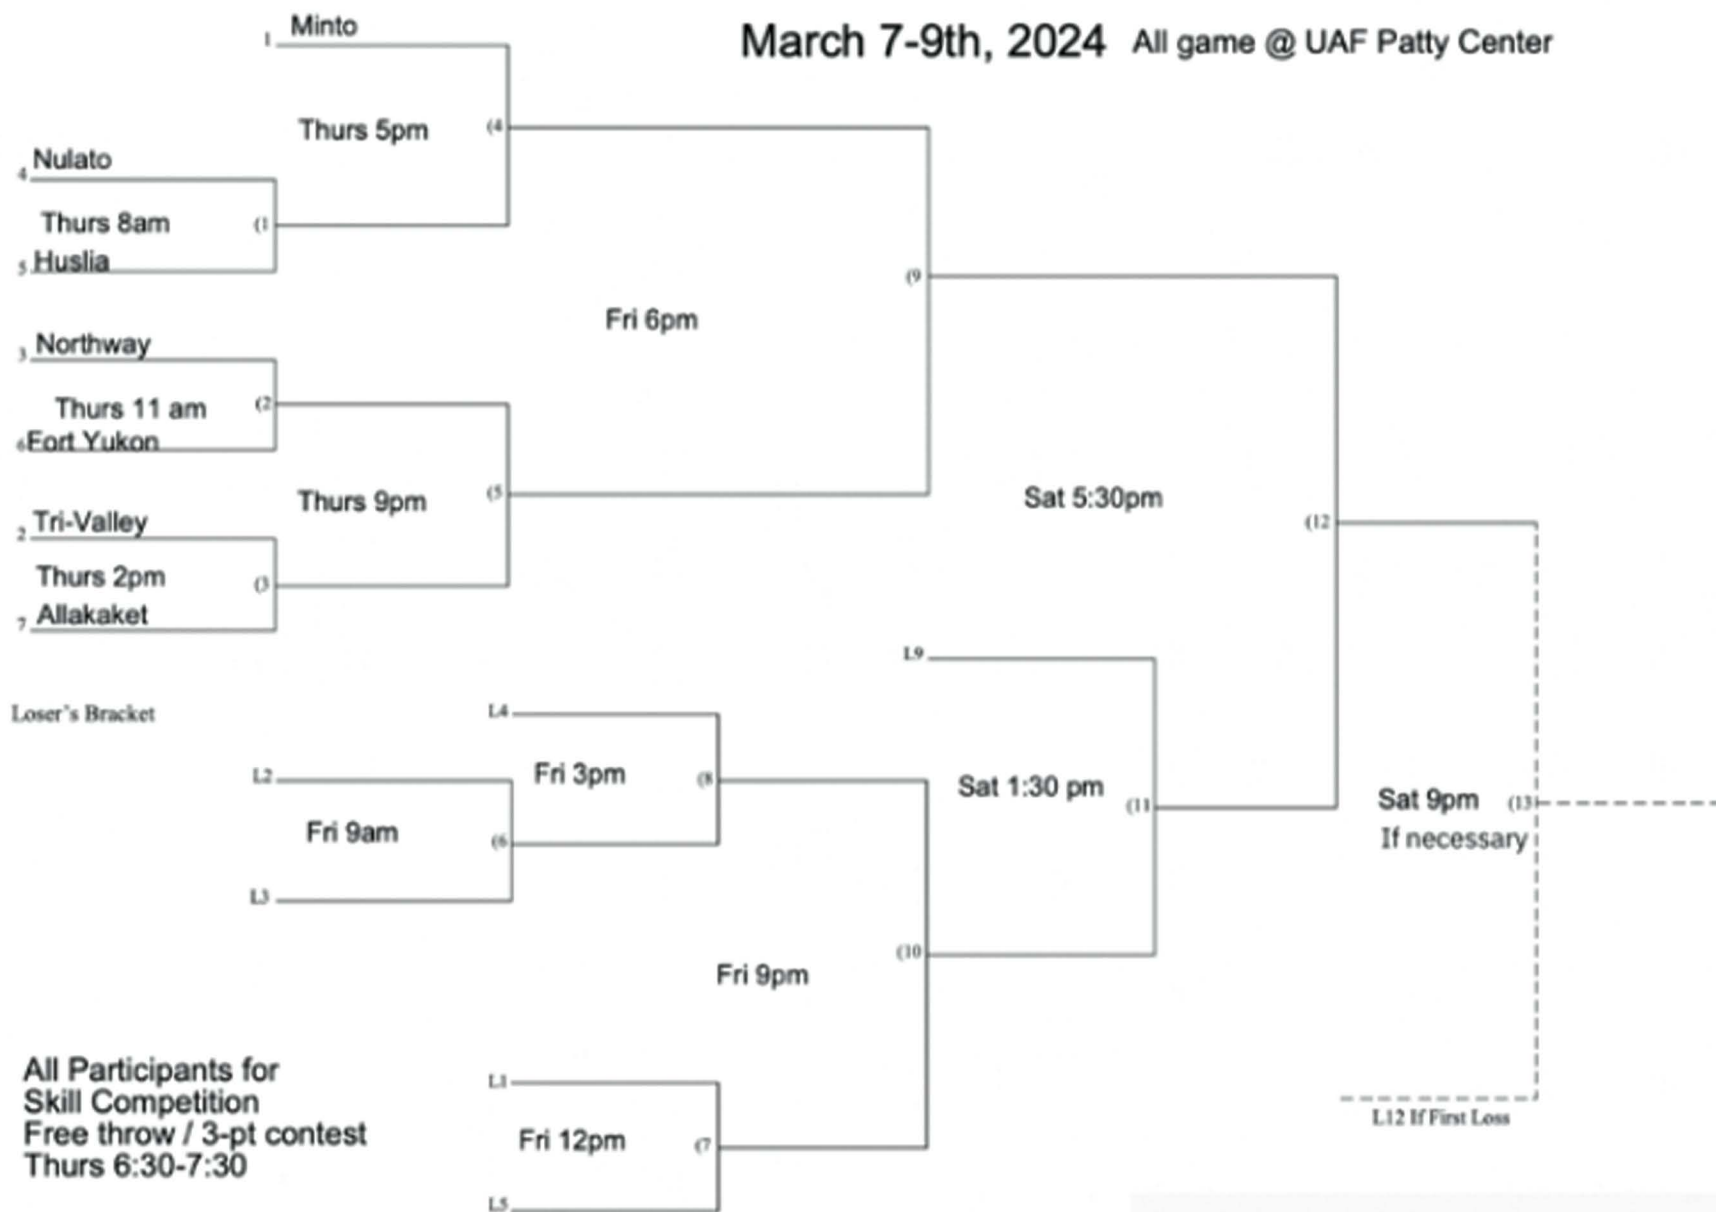 March 7-9th, 2024 All game @ UAF Patty Center
1 Minto
Thurs 5pm (4
4 Nulato
Thurs 8am (1
5 Huslia
(9
Fri 6pm
3 Northway
Thurs 11 am (2
6 Fort Yukon
Thurs 9pm (5
Sat 5:30pm
2 Tri-Valley
(12
Thurs 2pm (3
7 Allakaket
L9
Loser's Bracket
L4
L2
Fri 3pm (8
Sat 1:30 pm (11
Sat 9pm (13
If necessary
Fri 9am (6
L3
(10
Fri 9pm
All Participants for
Skill Competition
Free throw / 3-pt contest
Thurs 6:30-7:30
L1
Fri 12pm (7
L5
L12 If First Loss